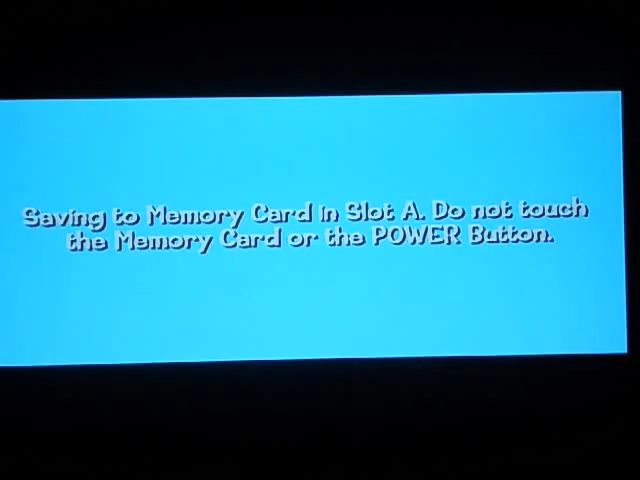 Saving to Memory Card in Slot A. Do not touch
the Memory Card or the POWER Button.